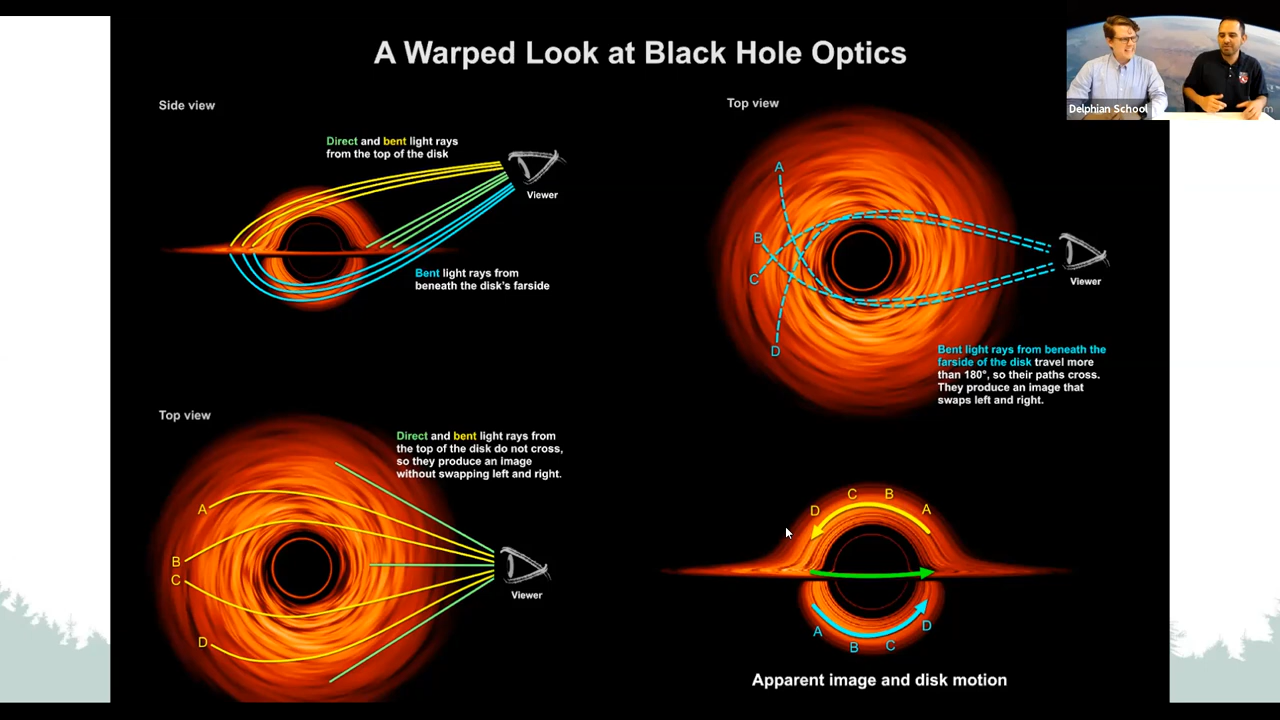 A Warped Look at Black Hole Optics
Delphian School
Side view
Direct and bent light rays
from the top of the disk
Viewer
Bent light rays from
beneath the disk's farside
Top view
A
B
C
D
Viewer
Bent light rays from beneath the
farside of the disk travel more
than 180°, so their paths cross.
They produce an image that
swaps left and right.
Top view
Direct and bent light rays from
the top of the disk do not cross,
so they produce an image
without swapping left and right.
A
B
C
D
Viewer
D C B A
A B C D
Apparent image and disk motion